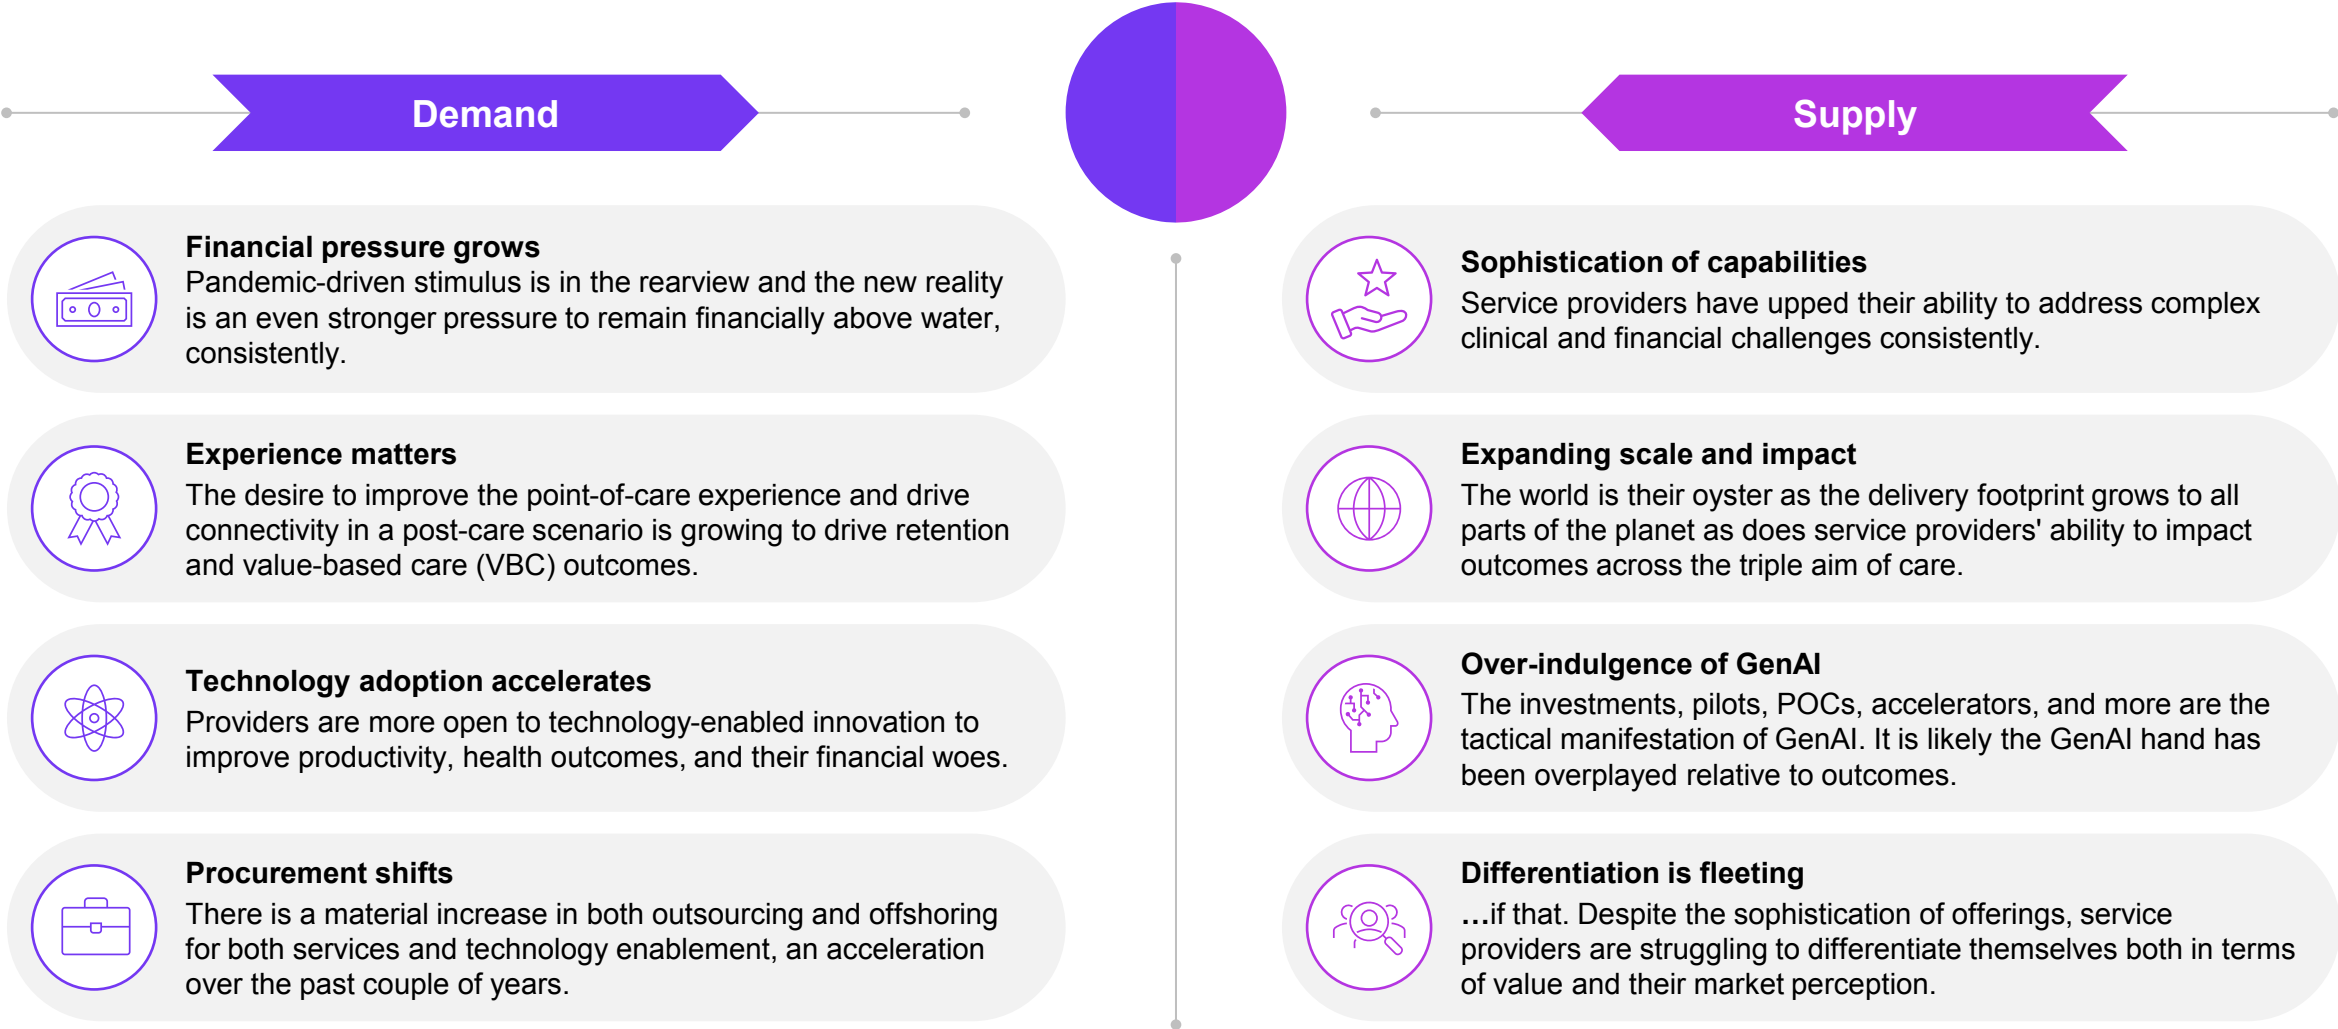 Demand
Financial pressure grows
Pandemic-driven stimulus is in the rearview and the new reality
is an even stronger pressure to remain financially above water,
consistently.
Experience matters
The desire to improve the point-of-care experience and drive
connectivity in a post-care scenario is growing to drive retention
and value-based care (VBC) outcomes.
Technology adoption accelerates
Providers are more open to technology-enabled innovation to
improve productivity, health outcomes, and their financial woes.
Procurement shifts
There is a material increase in both outsourcing and offshoring
for both services and technology enablement, an acceleration
over the past couple of years.
Supply
Sophistication of capabilities
Service providers have upped their ability to address complex
clinical and financial challenges consistently.
Expanding scale and impact
The world is their oyster as the delivery footprint grows to all
parts of the planet as does service providers' ability to impact
outcomes across the triple aim of care.
Over-indulgence of GenAI
The investments, pilots, POCs, accelerators, and more are the
tactical manifestation of GenAI. It is likely the GenAI hand has
been overplayed relative to outcomes.
Differentiation is fleeting
…if that. Despite the sophistication of offerings, service
providers are struggling to differentiate themselves both in terms
of value and their market perception.